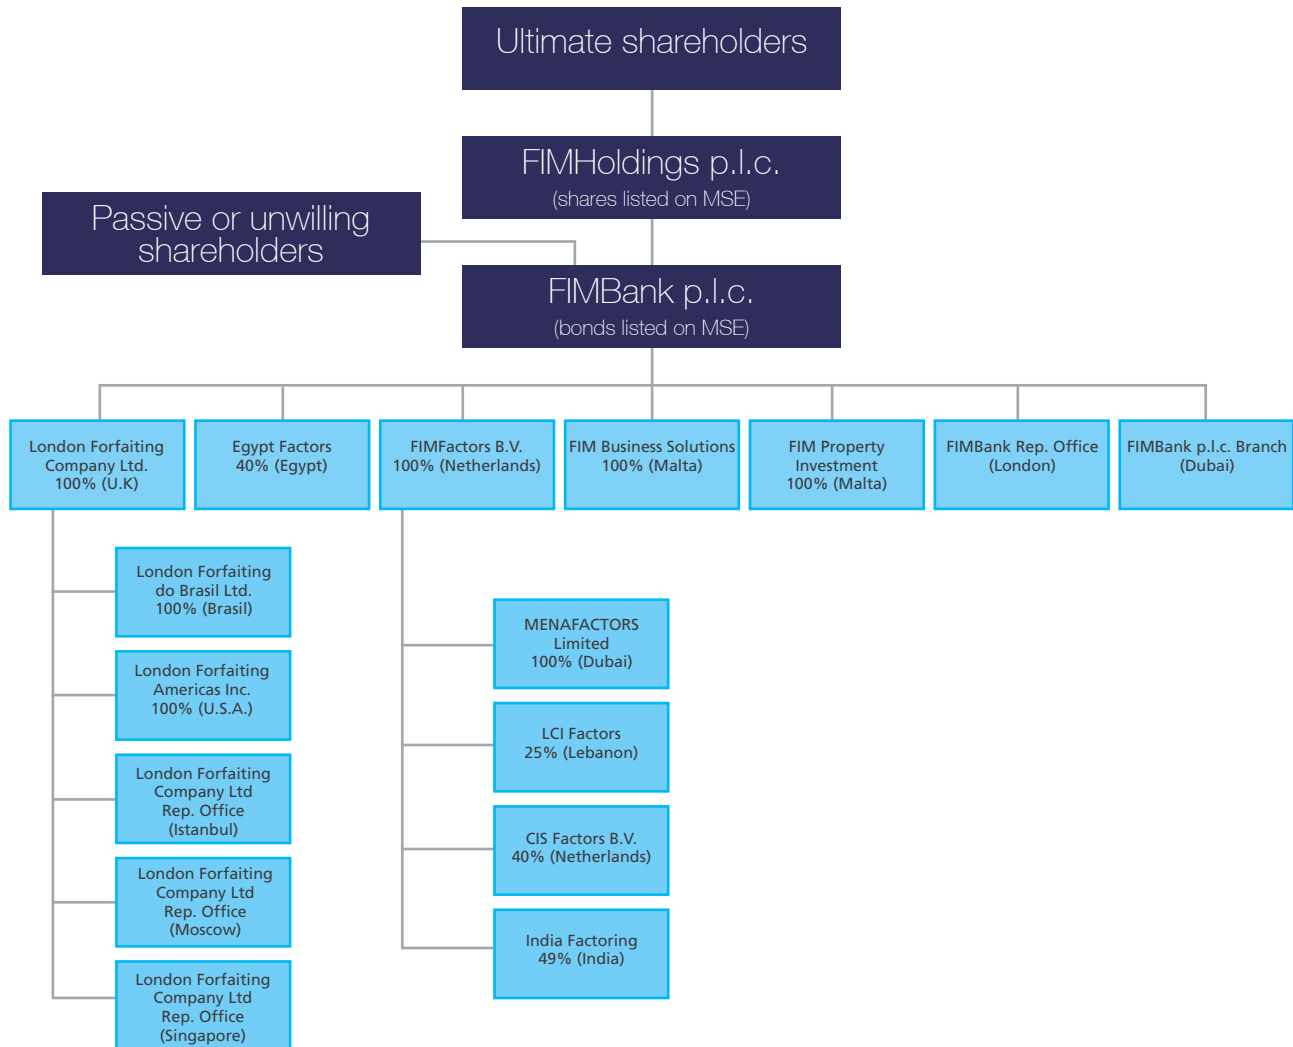 Ultimate shareholders
FIMHoldings p.l.c.
(shares listed on MSE)
Passive or unwilling
shareholders
FIMBank p.l.c.
(bonds listed on MSE)
London Forfaiting
Company Ltd.
100% (U.K)
Egypt Factors
40% (Egypt)
FIMFactors B.V.
100% (Netherlands)
FIM Business Solutions
100% (Malta)
FIM Property
Investment
100% (Malta)
FIMBank Rep. Office
(London)
FIMBank p.l.c. Branch
(Dubai)
London Forfaiting
do Brasil Ltd.
100% (Brasil)
London Forfaiting
Americas Inc.
100% (U.S.A.)
London Forfaiting
Company Ltd
Rep. Office
(Istanbul)
London Forfaiting
Company Ltd
Rep. Office
(Moscow)
London Forfaiting
Company Ltd
Rep. Office
(Singapore)
MENAFACTORS
Limited
100% (Dubai)
LCI Factors
25% (Lebanon)
CIS Factors B.V.
40% (Netherlands)
India Factoring
49% (India)